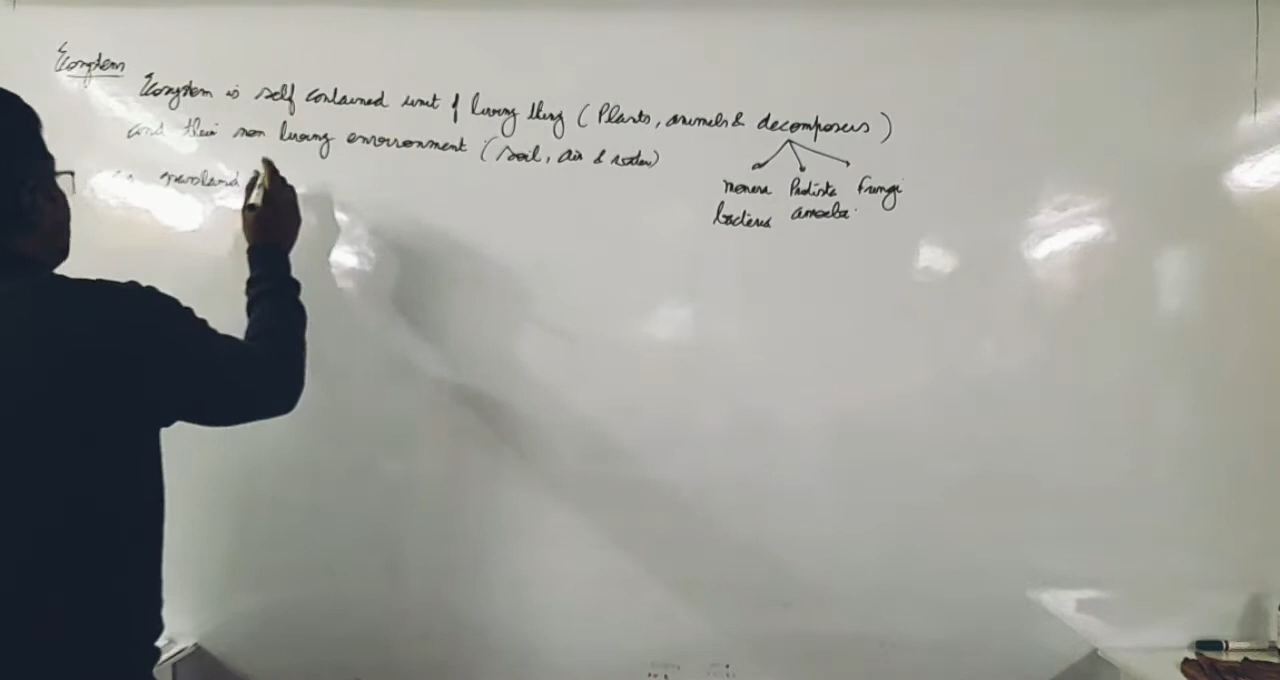 Ecosystem
Ecosystem is self contained unit of living thing (Plants, animals & decomposers)
and their non living environment (soil, air & water)
grassland
monera Protista Fungi
bacteria amoeba.